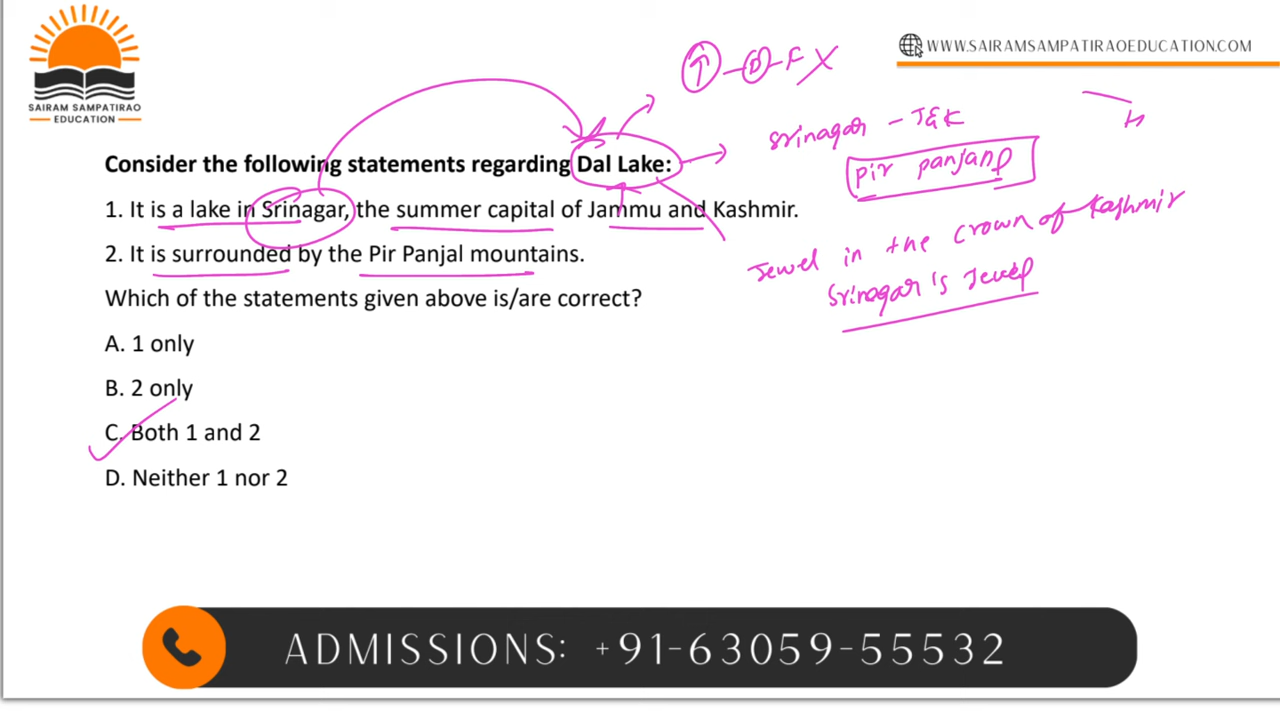 SAIRAM SAMPATIRAO
EDUCATION
WWW.SAIRAMSAMPATIRAOEDUCATION.COM
T - D - F X
Srinagar - J&K
Pir panjanl
Jewel in the crown of Kashmir
Srinagar's Jewel
Consider the following statements regarding Dal Lake:
1. It is a lake in Srinagar, the summer capital of Jammu and Kashmir.
2. It is surrounded by the Pir Panjal mountains.
Which of the statements given above is/are correct?
A. 1 only
B. 2 only
C. Both 1 and 2
D. Neither 1 nor 2
ADMISSIONS: +91-63059-55532